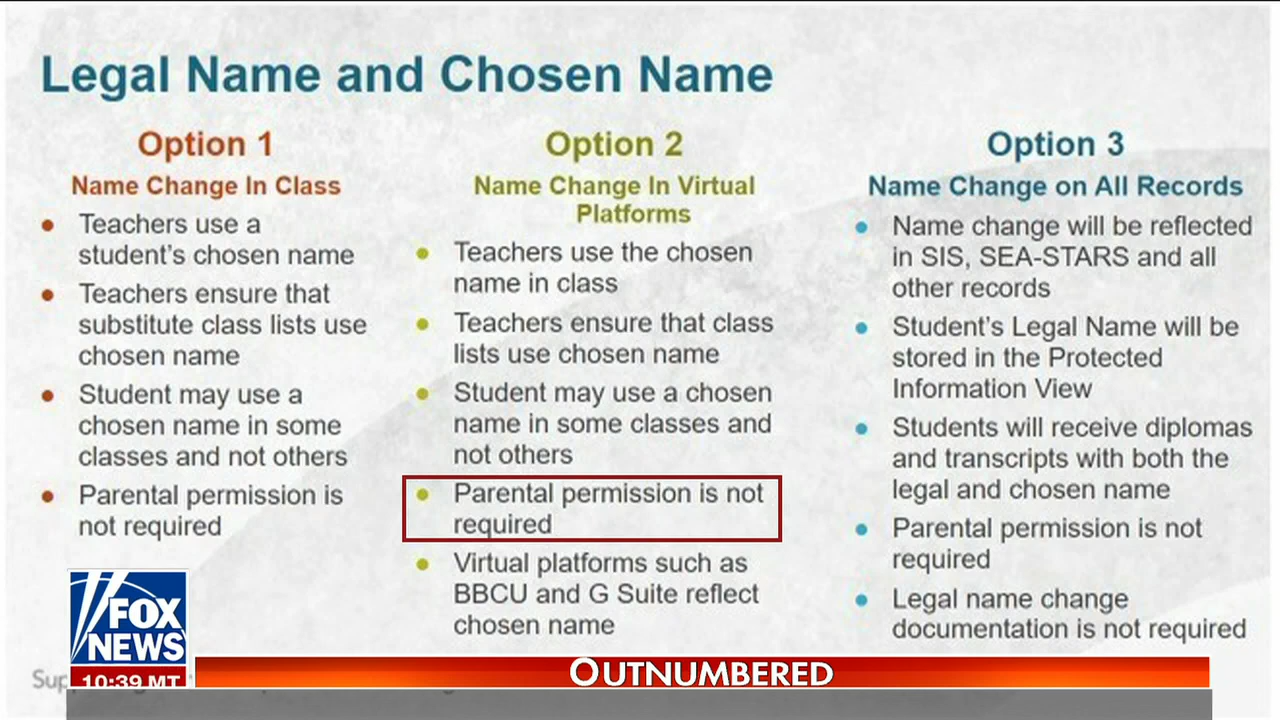 Legal Name and Chosen Name
Option 1
Name Change In Class
Teachers use a
student's chosen name
Teachers ensure that
substitute class lists use
chosen name
Student may use a
chosen name in some
classes and not others
Parental permission is
not required
Option 2
Name Change In Virtual
Platforms
Teachers use the chosen
name in class
Teachers ensure that class
lists use chosen name
Student may use a chosen
name in some classes and
not others
Parental permission is not
required
Virtual platforms such as
BBCU and G Suite reflect
chosen name
Option 3
Name Change on All Records
Name change will be reflected
in SIS, SEA-STARS and all
other records
Student's Legal Name will be
stored in the Protected
Information View
Students will receive diplomas
and transcripts with both the
legal and chosen name
Parental permission is not
required
Legal name change
documentation is not required
FOX
NEWS
10:39 MT
OUTNUMBERED